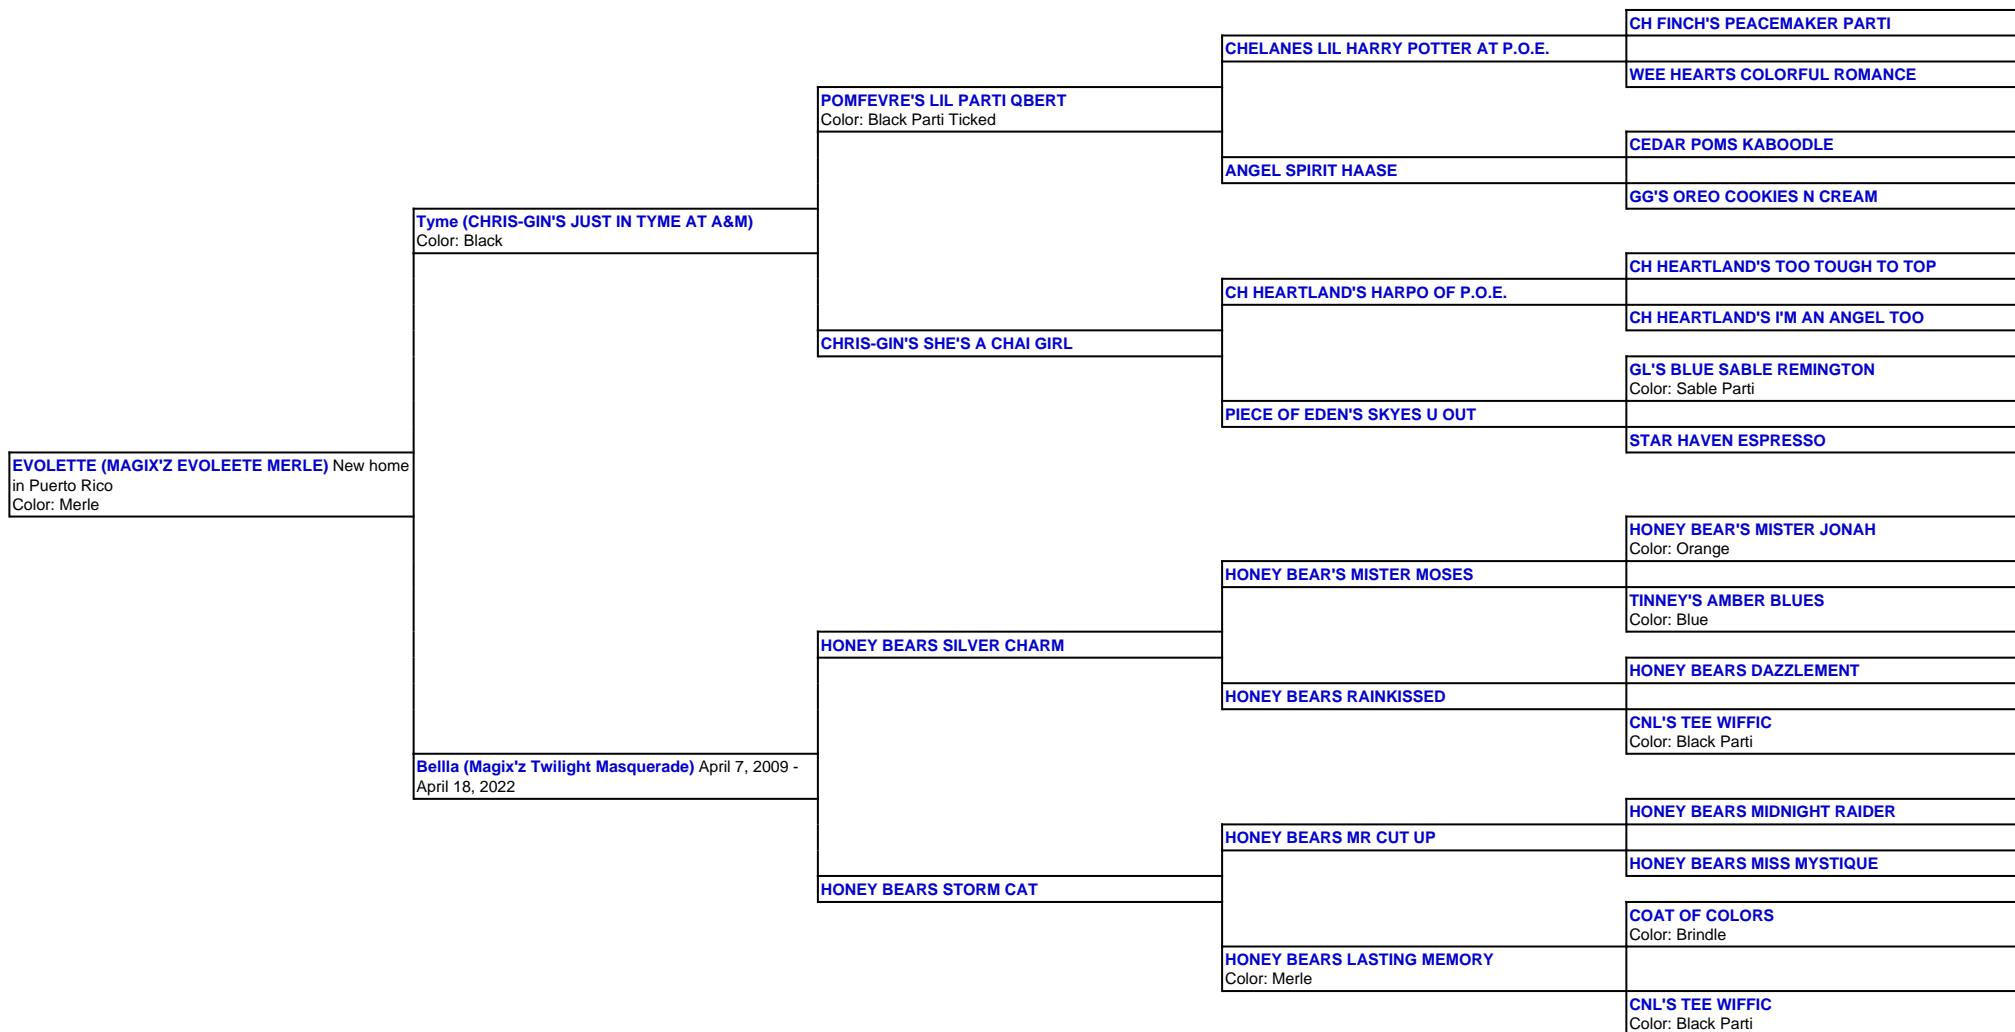 EVOLETTE (MAGIX'Z EVOLEETE MERLE) New home
in Puerto Rico
Color: Merle
Tyme (CHRIS-GIN'S JUST IN TYME AT A&M)
Color: Black
Bellla (Magix'z Twilight Masquerade) April 7, 2009 -
April 18, 2022
POMFEVRE'S LIL PARTI QBERT
Color: Black Parti Ticked
CHRIS-GIN'S SHE'S A CHAI GIRL
HONEY BEARS SILVER CHARM
HONEY BEARS STORM CAT
CHELANES LIL HARRY POTTER AT P.O.E.
ANGEL SPIRIT HAASE
CH HEARTLAND'S HARPO OF P.O.E.
PIECE OF EDEN'S SKYES U OUT
HONEY BEAR'S MISTER MOSES
HONEY BEARS RAINKISSED
HONEY BEARS MR CUT UP
HONEY BEARS LASTING MEMORY
Color: Merle
CH FINCH'S PEACEMAKER PARTI
WEE HEARTS COLORFUL ROMANCE
CEDAR POMS KABOODLE
GG'S OREO COOKIES N CREAM
CH HEARTLAND'S TOO TOUGH TO TOP
CH HEARTLAND'S I'M AN ANGEL TOO
GL'S BLUE SABLE REMINGTON
Color: Sable Parti
STAR HAVEN ESPRESSO
HONEY BEAR'S MISTER JONAH
Color: Orange
TINNEY'S AMBER BLUES
Color: Blue
HONEY BEARS DAZZLEMENT
CNL'S TEE WIFFIC
Color: Black Parti
HONEY BEARS MIDNIGHT RAIDER
HONEY BEARS MISS MYSTIQUE
COAT OF COLORS
Color: Brindle
CNL'S TEE WIFFIC
Color: Black Parti